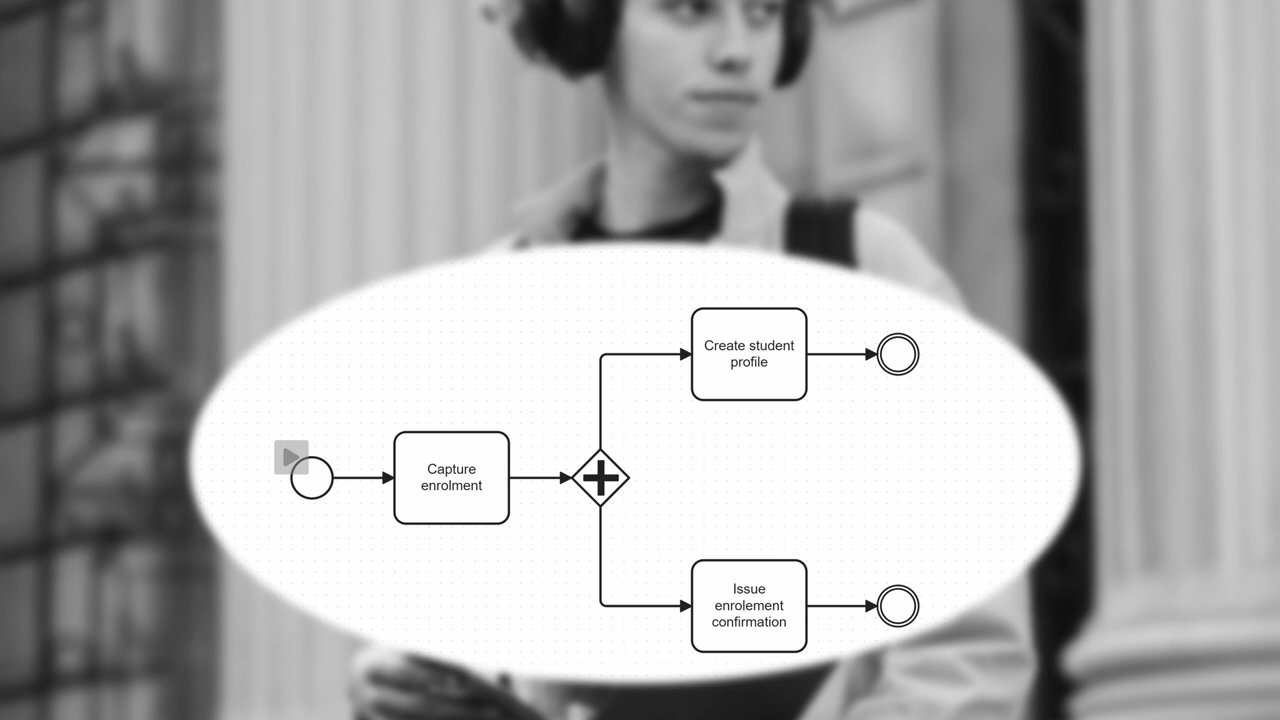 Create student
profile
Capture
enrolment
Issue
enrolement
confirmation